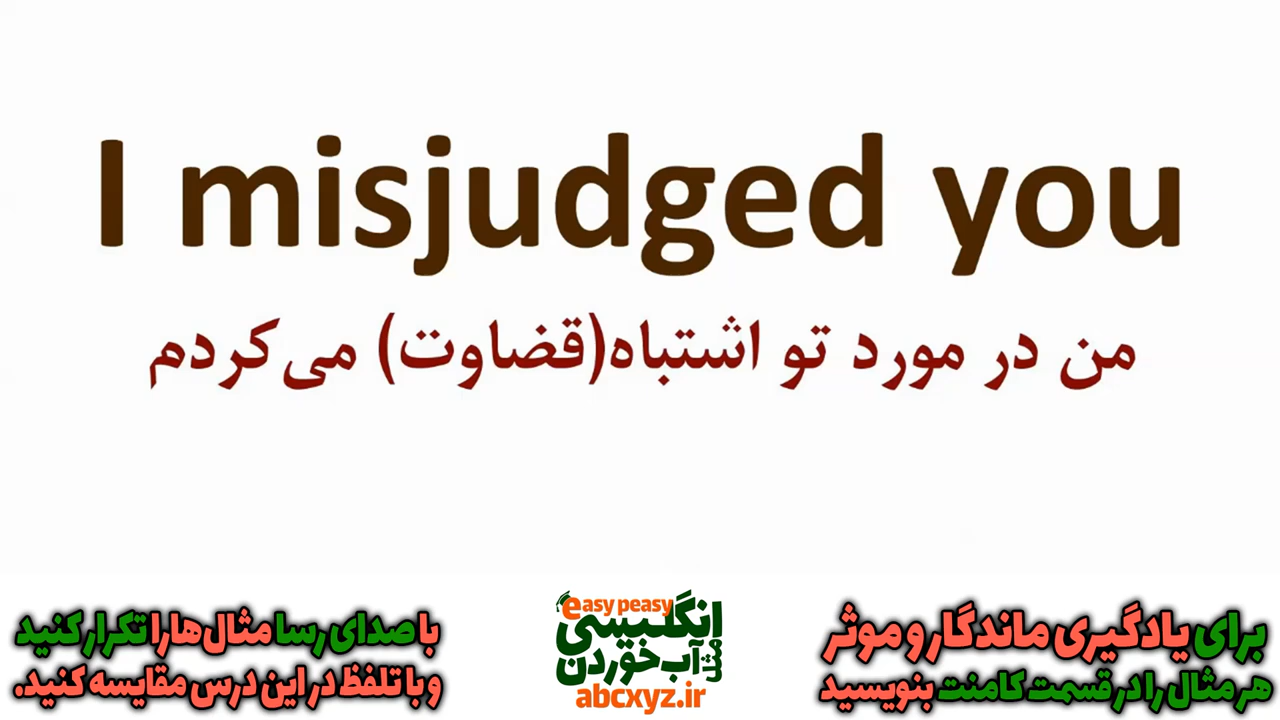 I misjudged you
من در مورد تو اشتباه(قضاوت) می‌کردم
برای یادگیری ماندگار و موثر
هر مثال را در قسمت کامنت بنویسید
easy peasy
انگلیسی
مثل آب خوردن
abcxyz.ir
با صدای رسا مثال‌ها را تکرار کنید
و با تلفظ در این درس مقایسه کنید.